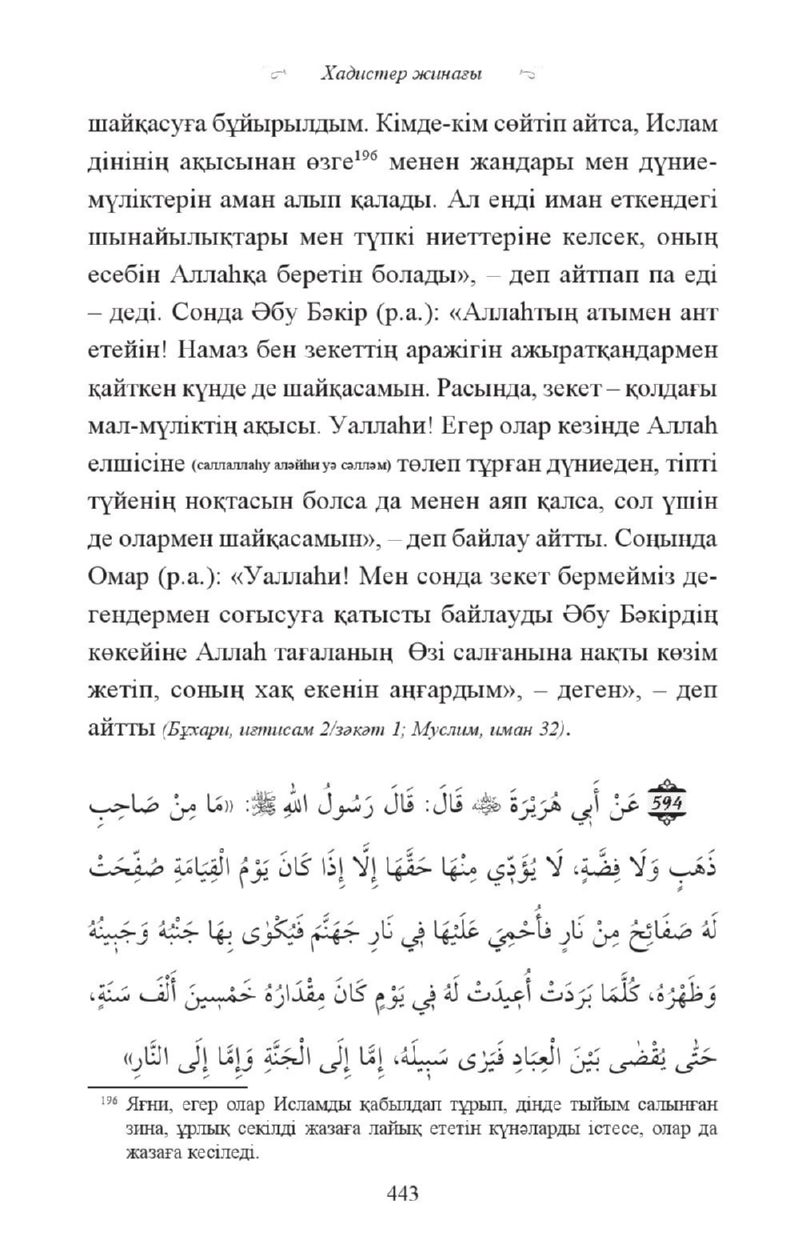 Хадистер жинағы
шайқасуға бұйырылдым. Кімде-кім сөйтіп айтса, Ислам
дінінің ақысынан өзге¹⁹⁶ менен жандары мен дүние-
мүліктерін аман алып қалады. Ал енді иман еткендегі
шынайылықтары мен түпкі ниеттеріне келсек, оның
есебін Аллаһқа беретін болады», – деп айтпап па еді
– деді. Сонда Әбу Бәкір (р.а.): «Аллаһтың атымен ант
етейін! Намаз бен зекеттің аражігін ажыратқандармен
қайткен күнде де шайқасамын. Расында, зекет – қолдағы
мал-мүліктің ақысы. Уаллаһи! Егер олар кезінде Аллаһ
елшісіне (саллаллаһу аләйһи уә сәлләм) төлеп тұрған дүниеден, тіпті
түйенің ноқтасын болса да менен аяп қалса, сол үшін
де олармен шайқасамын», – деп байлау айтты. Соңында
Омар (р.а.): «Уаллаһи! Мен сонда зекет бермейміз де-
гендермен соғысуға қатысты байлауды Әбу Бәкірдің
көкейіне Аллаһ тағаланың Өзі салғанына нақты көзім
жетіп, соның хақ екенін аңғардым», – деген», – деп
айтты (Бұхари, иғтисам 2/зәкәт 1; Муслим, иман 32).
594 عَنْ أَبِي هُرَيْرَةَ ﵁ قَالَ: قَالَ رَسُولُ اللهِ ﷺ: «مَا مِنْ صَاحِبِ
ذَهَبٍ وَلَا فِضَّةٍ، لَا يُؤَدِّي مِنْهَا حَقَّهَا إِلَّا إِذَا كَانَ يَوْمُ الْقِيَامَةِ صُفِّحَتْ
لَهُ صَفَائِحُ مِنْ نَارٍ فَأُحْمِيَ عَلَيْهَا فِي نَارِ جَهَنَّمَ فَيُكْوٰى بِهَا جَنْبُهُ وَجَبِينُهُ
وَظَهْرُهُ، كُلَّمَا بَرَدَتْ أُعِيدَتْ لَهُ فِي يَوْمٍ كَانَ مِقْدَارُهُ خَمْسِينَ أَلْفَ سَنَةٍ،
حَتّٰى يُقْضٰى بَيْنَ الْعِبَادِ فَيَرٰى سَبِيلَهُ، إِمَّا إِلَى الْجَنَّةِ وَإِمَّا إِلَى النَّارِ»
¹⁹⁶ Яғни, егер олар Исламды қабылдап тұрып, дінде тыйым салынған
зина, ұрлық секілді жазаға лайық ететін күнәларды істесе, олар да
жазаға кесіледі.
443